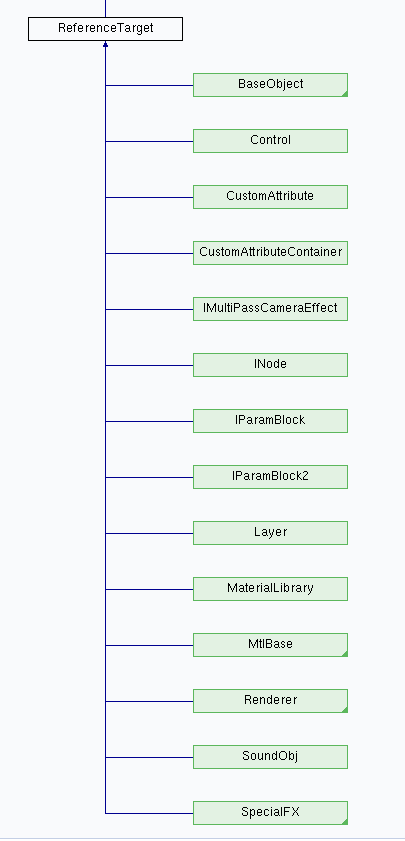 ReferenceTarget
BaseObject
Control
CustomAttribute
CustomAttributeContainer
IMultiPassCameraEffect
INode
IParamBlock
IParamBlock2
Layer
MaterialLibrary
MtlBase
Renderer
SoundObj
SpecialFX